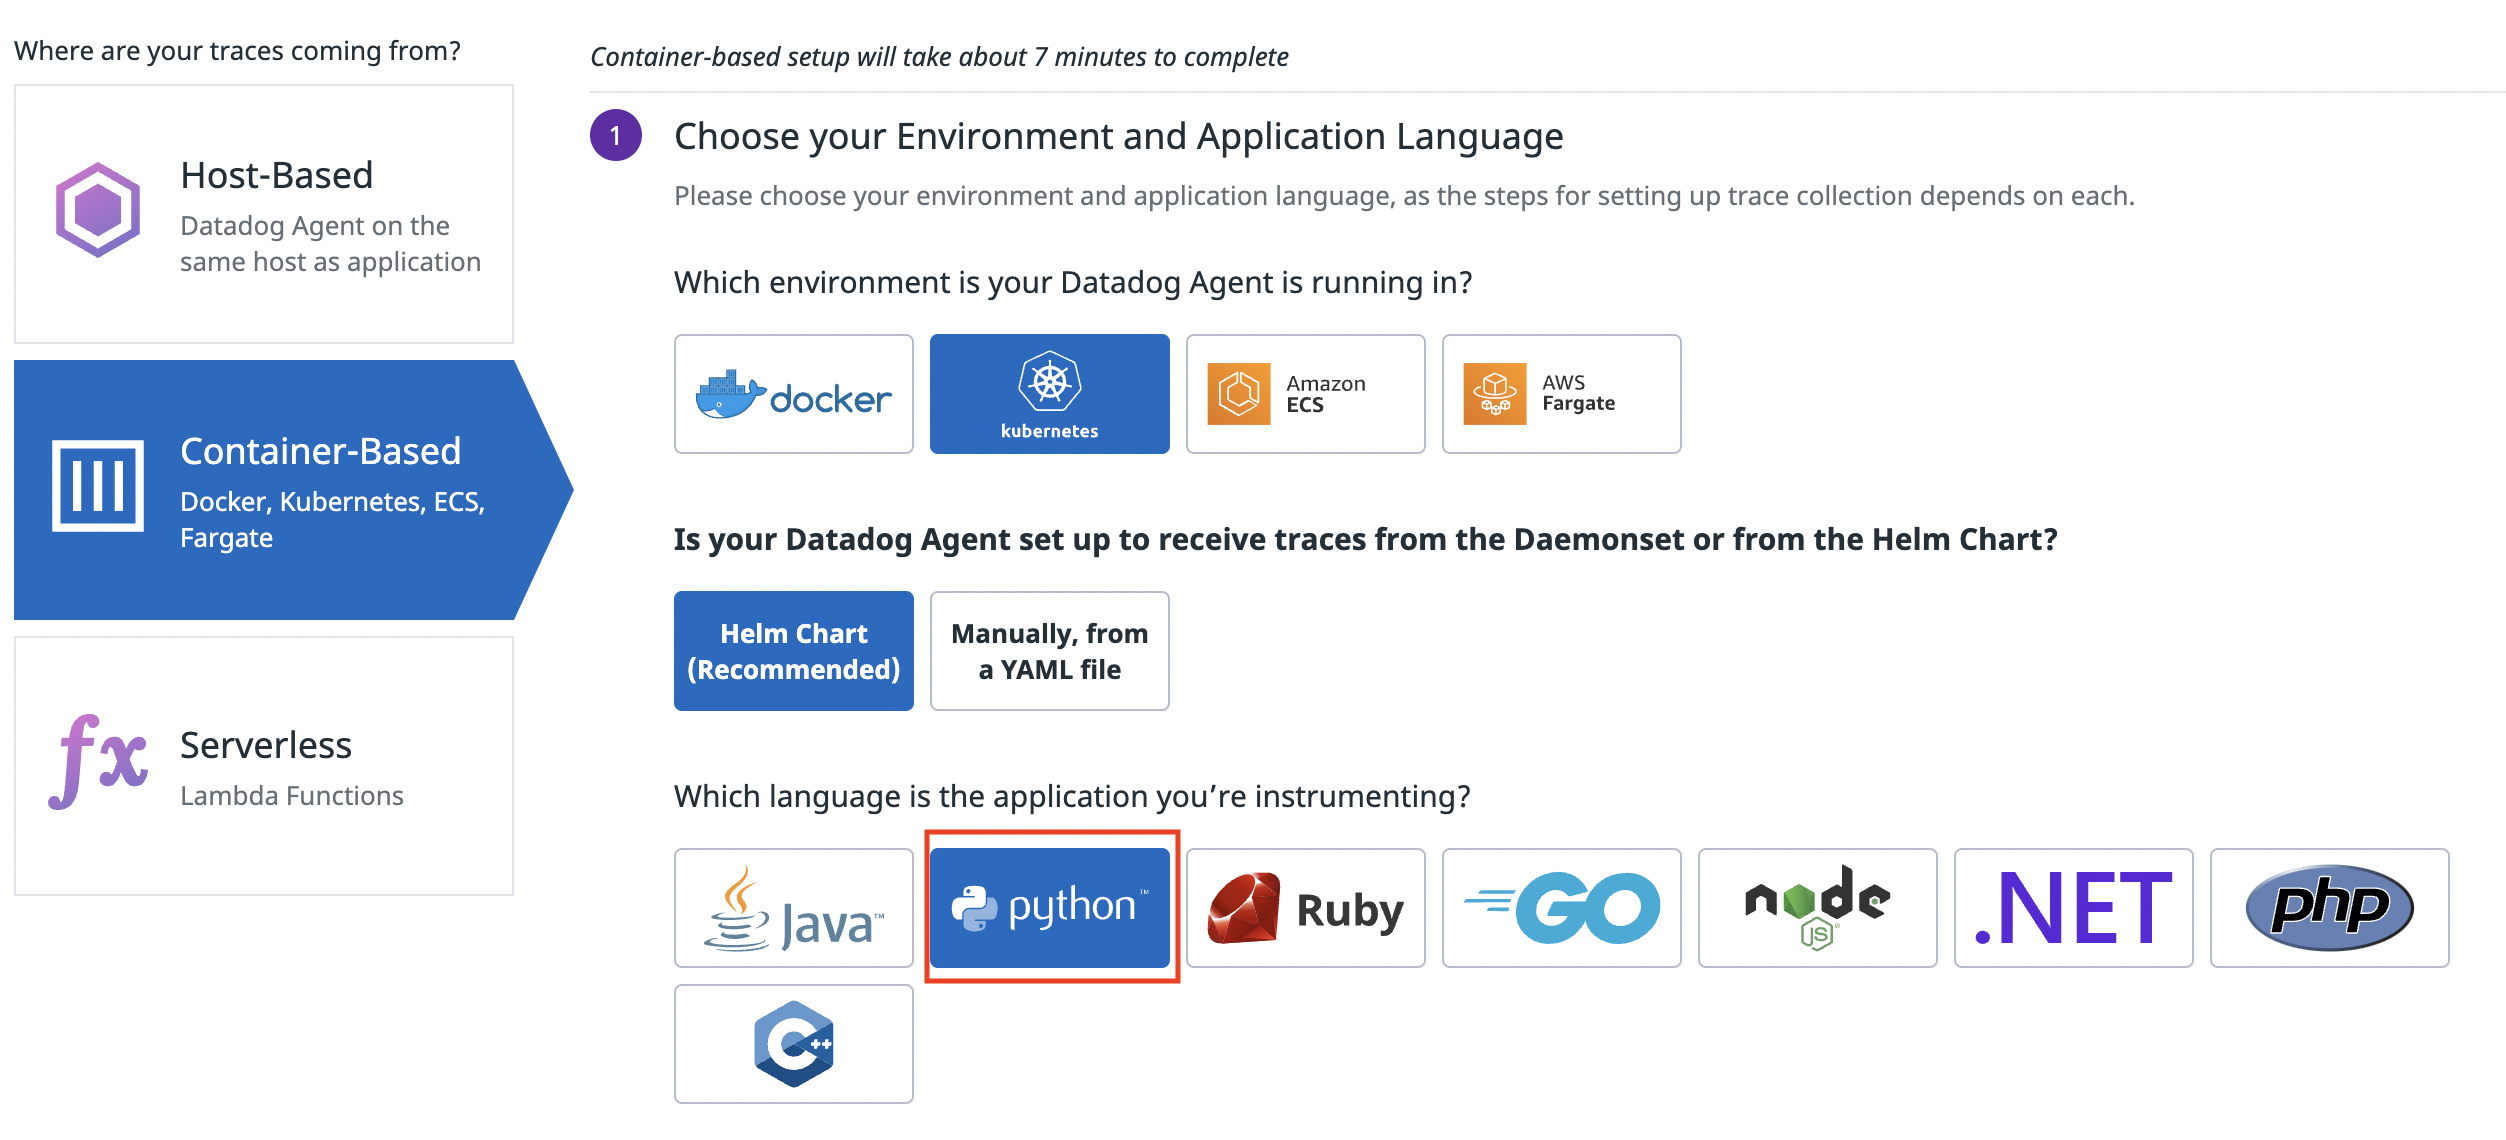 Where are your traces coming from?
Host-Based
Datadog Agent on the
same host as application
Container-Based
Docker, Kubernetes, ECS,
Fargate
fx
Serverless
Lambda Functions
Container-based setup will take about 7 minutes to complete
1
Choose your Environment and Application Language
Please choose your environment and application language, as the steps for setting up trace collection depends on each.
Which environment is your Datadog Agent is running in?
docker
kubernetes
Amazon
ECS
AWS
Fargate
Is your Datadog Agent set up to receive traces from the Daemonset or from the Helm Chart?
Helm Chart
(Recommended)
Manually, from
a YAML file
Which language is the application you’re instrumenting?
Java™
python™
Ruby
GO
node
JS®
.NET
php
C++